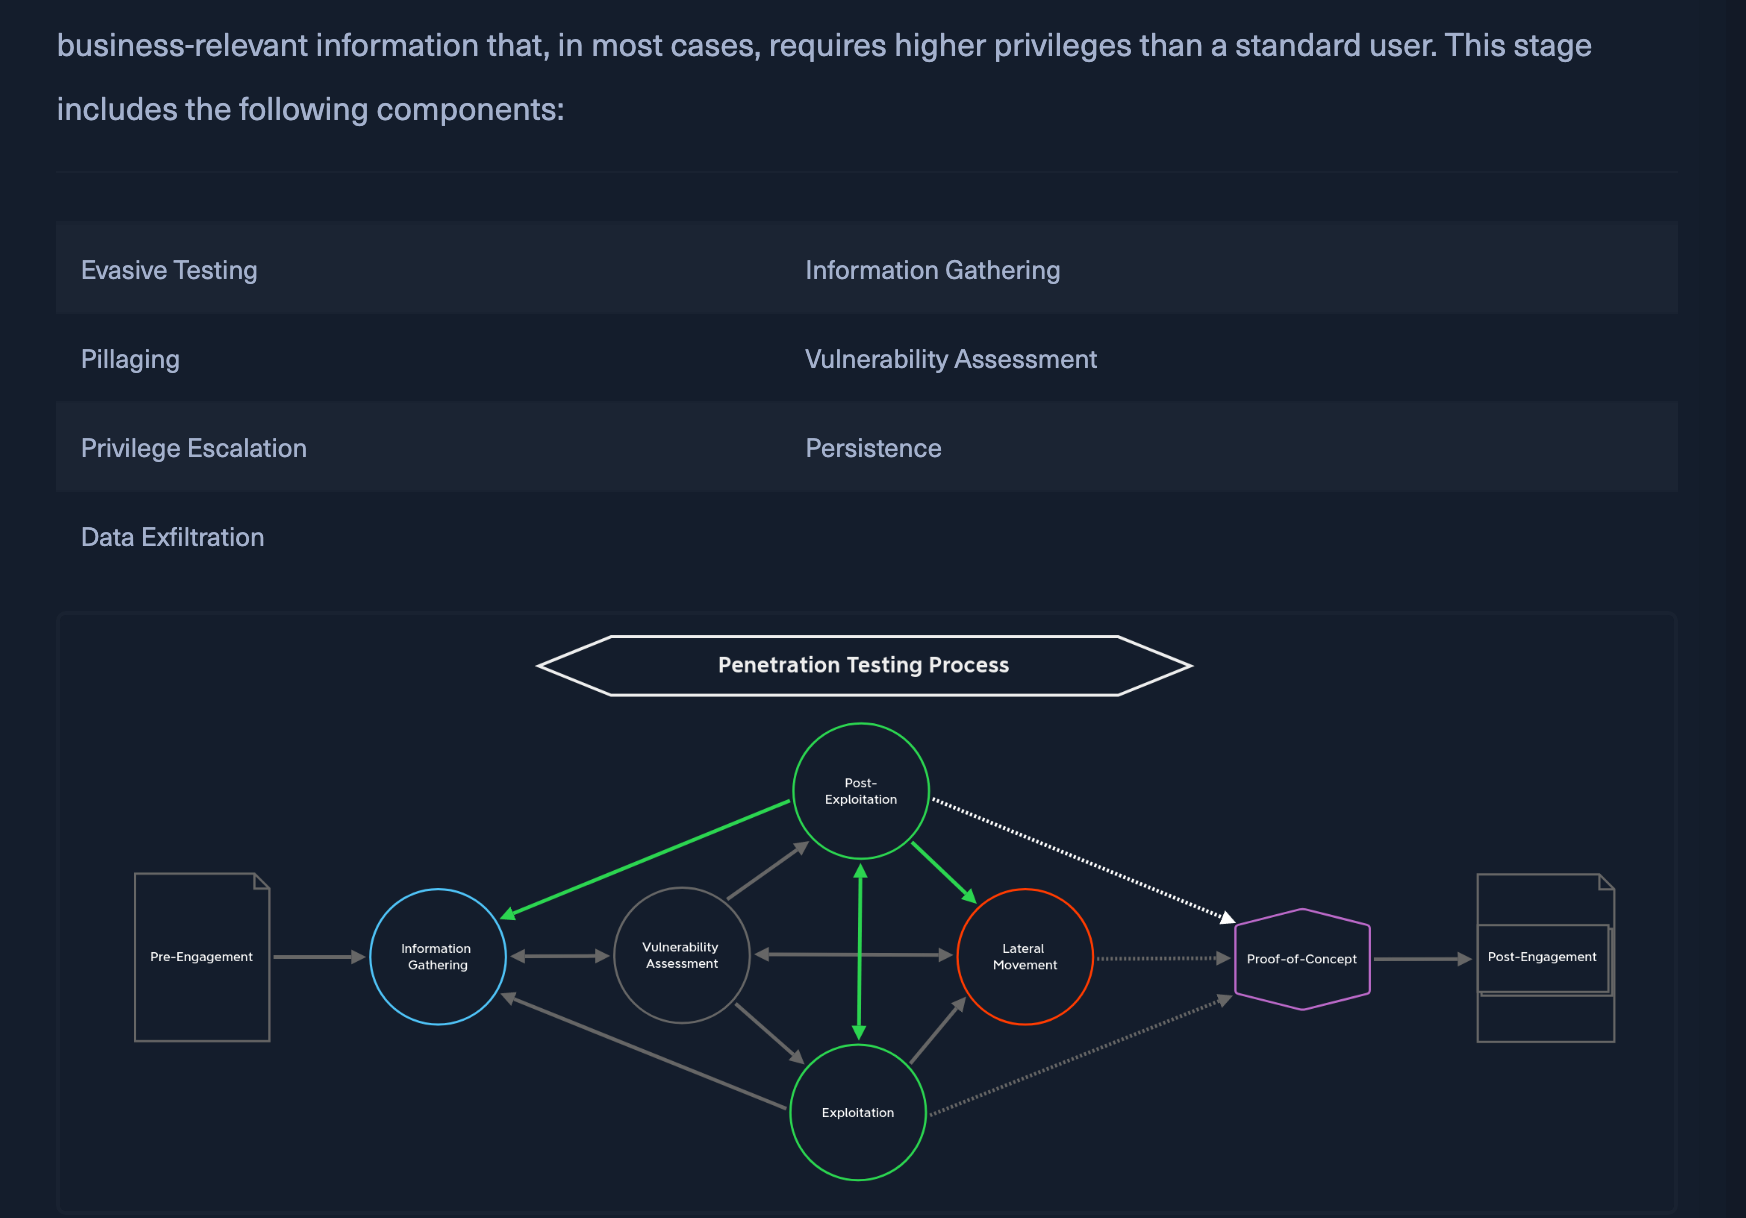 business-relevant information that, in most cases, requires higher privileges than a standard user. This stage
includes the following components:
Evasive Testing
Information Gathering
Pillaging
Vulnerability Assessment
Privilege Escalation
Persistence
Data Exfiltration
Penetration Testing Process
Post-
Exploitation
Pre-Engagement
Information
Gathering
Vulnerability
Assessment
Lateral
Movement
Proof-of-Concept
Post-Engagement
Exploitation